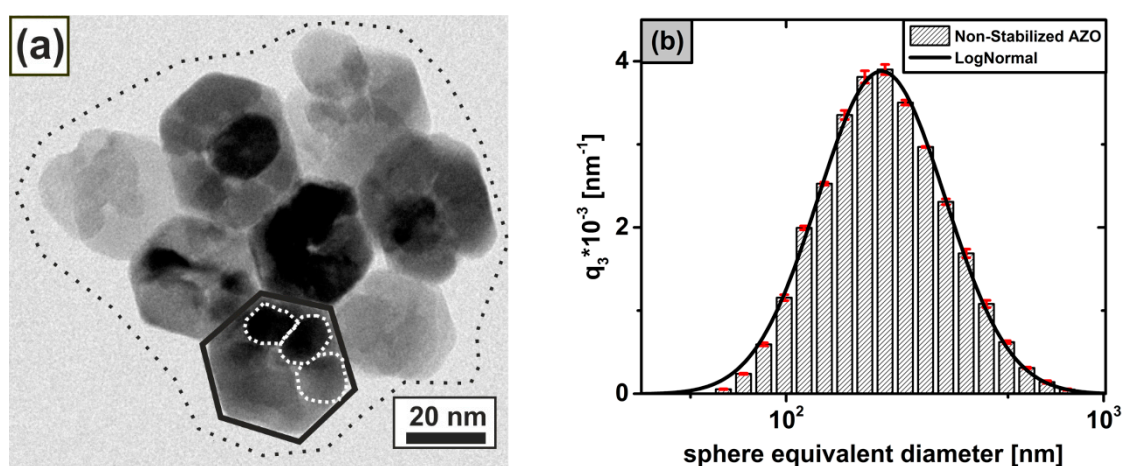 (a)
20 nm
(b)
Non-Stabilized AZO
LogNormal
4
2
0
q₃*10⁻³ [nm⁻¹]
10²
10³
sphere equivalent diameter [nm]